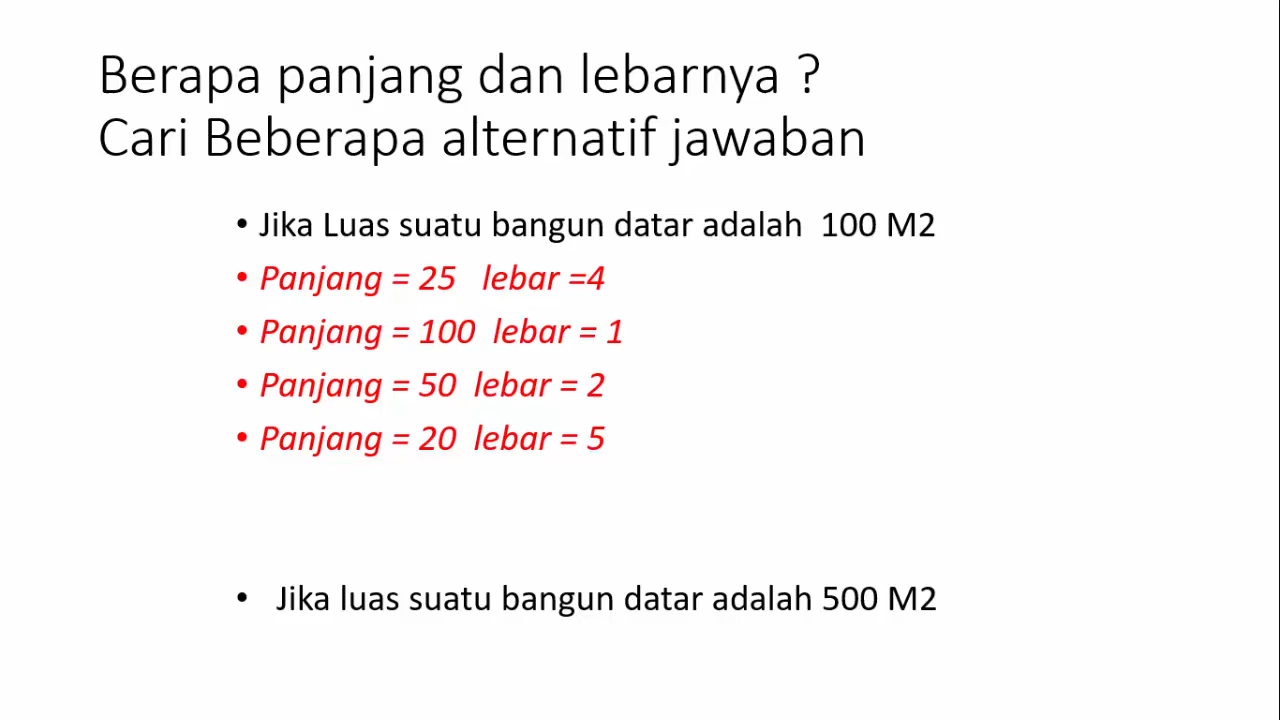 Berapa panjang dan lebarnya ?
Cari Beberapa alternatif jawaban
• Jika Luas suatu bangun datar adalah  100 M2
• Panjang = 25   lebar =4
• Panjang = 100  lebar = 1
• Panjang = 50  lebar = 2
• Panjang = 20  lebar = 5
•  Jika luas suatu bangun datar adalah 500 M2